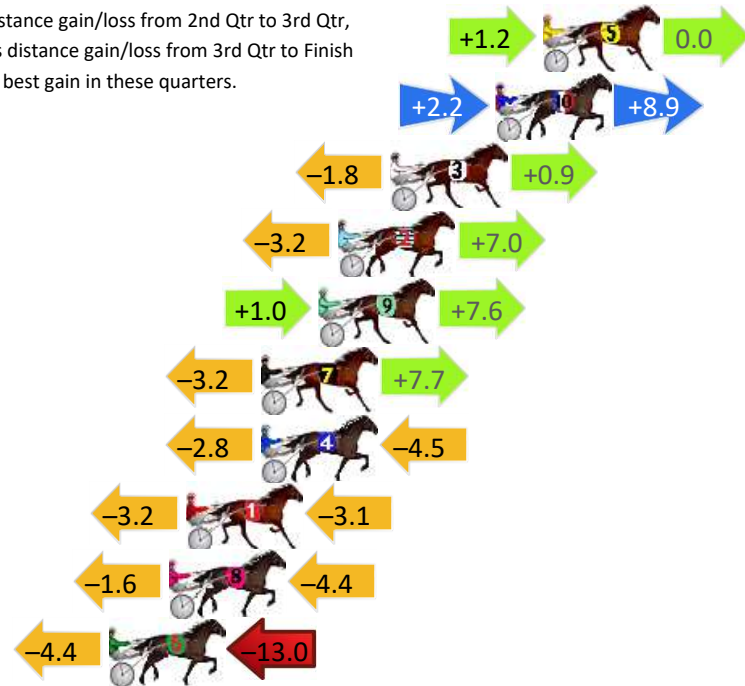 stance gain/loss from 2nd Qtr to 3rd Qtr,
s distance gain/loss from 3rd Qtr to Finish
best gain in these quarters.
+1.2 5 0.0
+2.2 10 +8.9
–1.8 3 +0.9
–3.2 +7.0
+1.0 9 +7.6
–3.2 7 +7.7
–2.8 4 –4.5
–3.2 1 –3.1
–1.6 8 –4.4
–4.4 –13.0